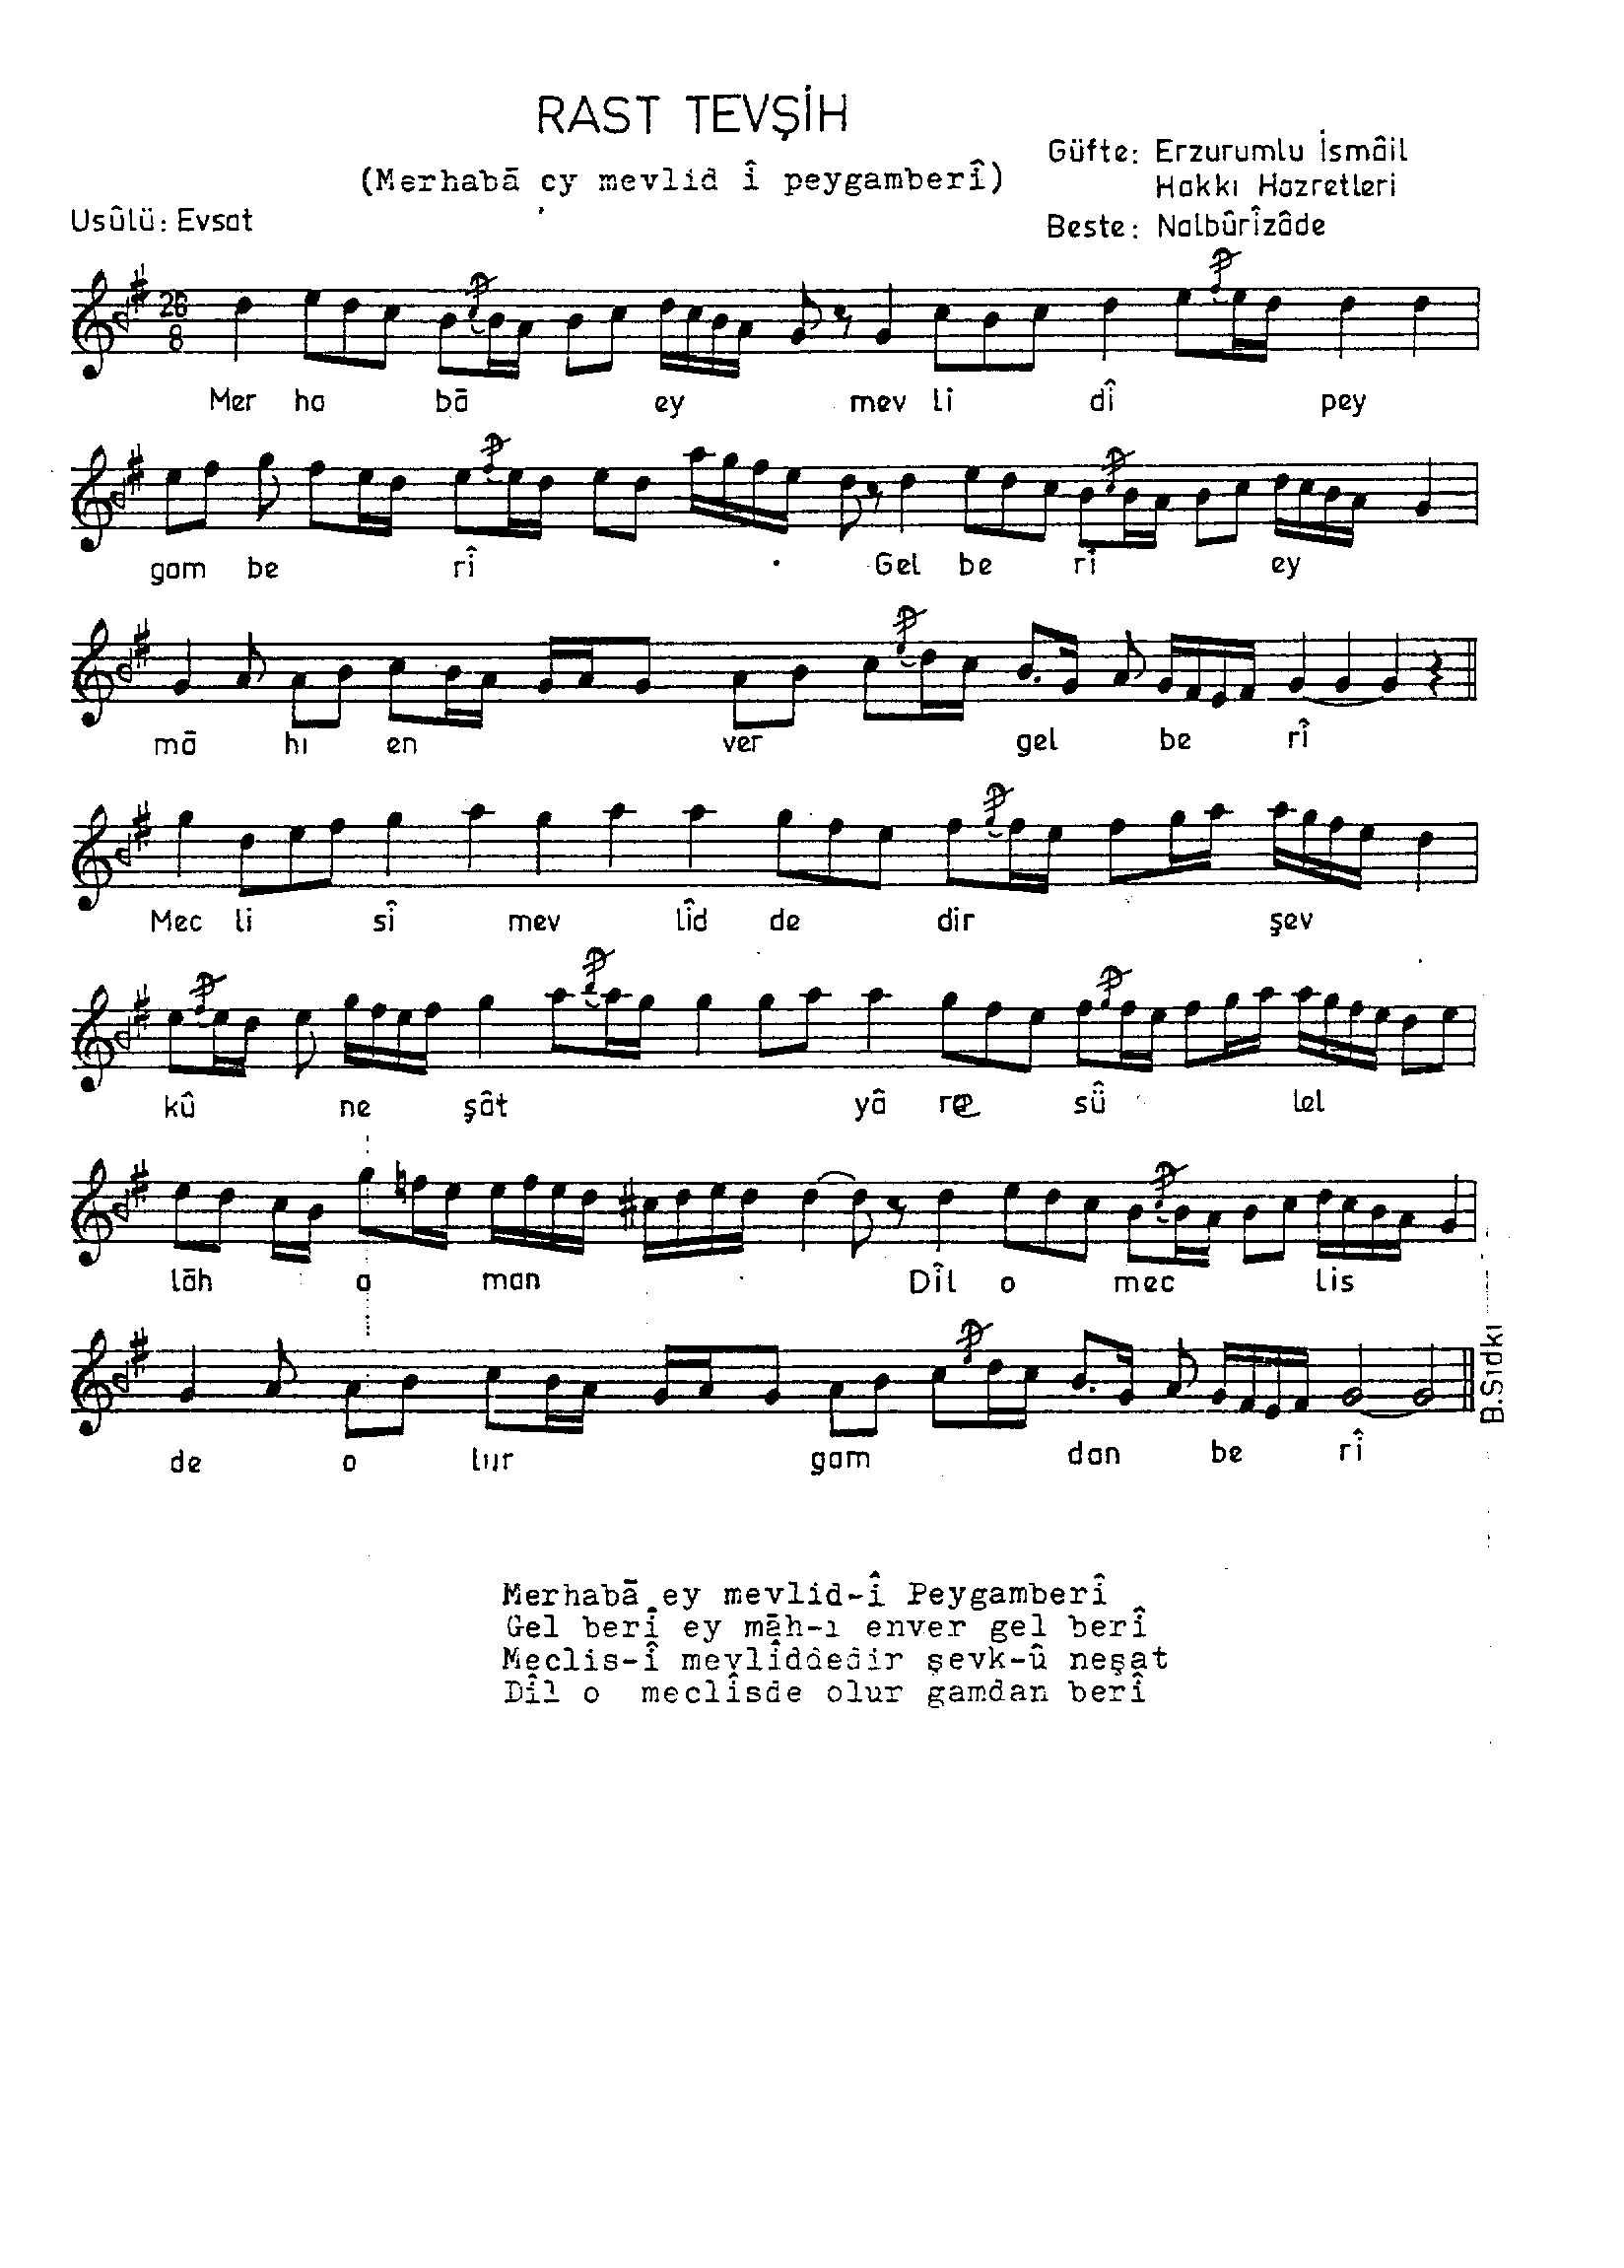 RAST TEVŞİH
(Merhabā ey mevlid î peygamberî)
Güfte: Erzurumlu İsmâil
Hakkı Hazretleri
Usûlü: Evsat
Beste: Nalbûrîzâde
26
8
Mer ha bā ey mev li dî pey
gam be rî Gel be rî ey
mā hı en ver gel be rî
Mec li sî mev lîd de dir şev
kû ne şât yâ re sû lel
lāh a man Dîl o mec lis
de o lur gam dan be rî
B.Sıdkı
Merhabā ey mevlid-î Peygamberî
Gel berî ey māh-ı enver gel berî
Meclis-î mevlîddedir şevk-û neşat
Dîl o meclîsde olur gamdan berî